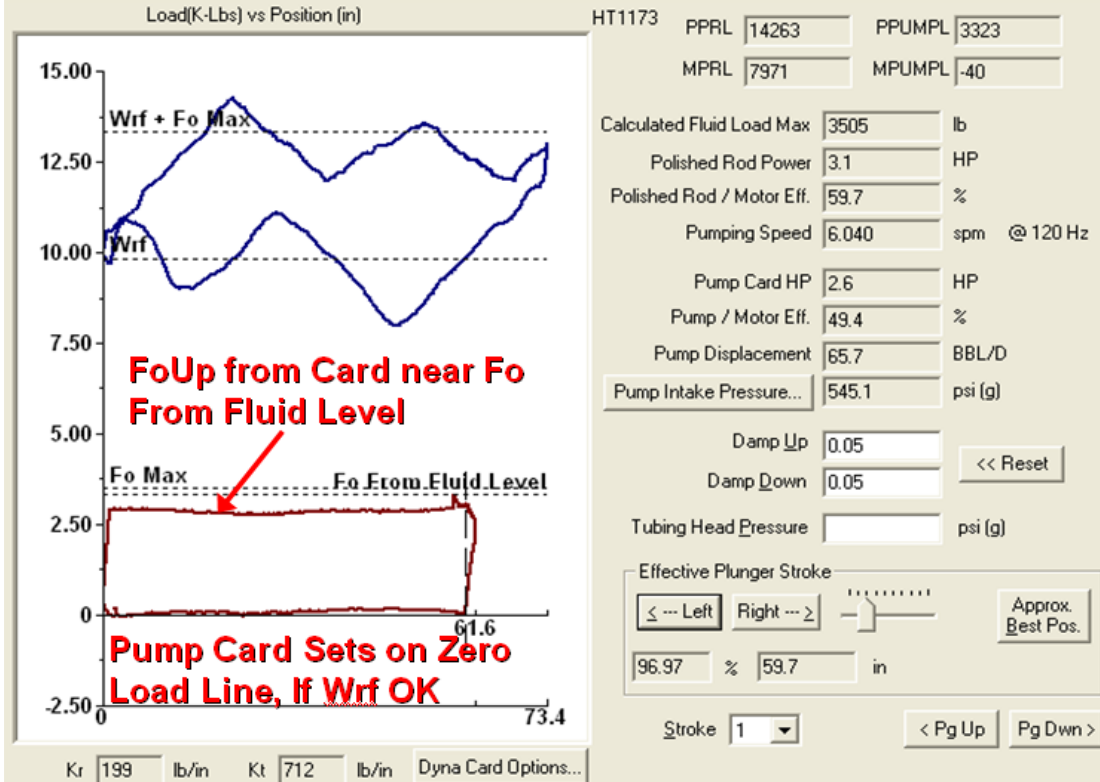 Load(K-Lbs) vs Position (in)
HT1173
PPRL 14263 PPUMPL 3323
MPRL 7971 MPUMPL -40
15.00
Wrf + Fo Max
12.50
Wrf
10.00
7.50
FoUp from Card near Fo
From Fluid Level
5.00
Fo Max
Fo From Fluid Level
2.50
0
61.6
Pump Card Sets on Zero
Load Line, If Wrf OK
-2.50
0
73.4
Calculated Fluid Load Max 3505 lb
Polished Rod Power 3.1 HP
Polished Rod / Motor Eff. 59.7 %
Pumping Speed 6.040 spm @ 120 Hz
Pump Card HP 2.6 HP
Pump / Motor Eff. 49.4 %
Pump Displacement 65.7 BBL/D
Pump Intake Pressure... 545.1 psi (g)
Damp Up 0.05
<< Reset
Damp Down 0.05
Tubing Head Pressure psi (g)
Effective Plunger Stroke
< --- Left Right --- >
Approx.
Best Pos.
96.97 % 59.7 in
Stroke 1 < Pg Up Pg Dwn >
Kr 199 lb/in Kt 712 lb/in Dyna Card Options...